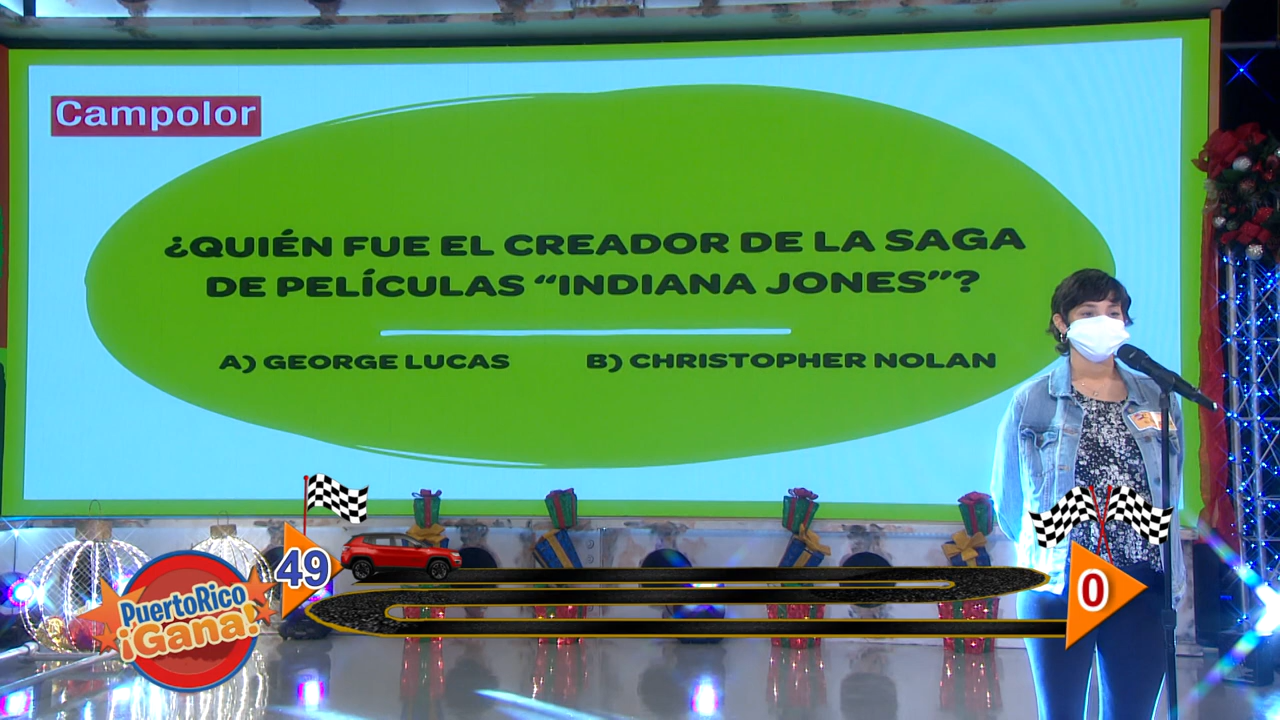 Campolor
¿QUIÉN FUE EL CREADOR DE LA SAGA
DE PELÍCULAS “INDIANA JONES”?
A) GEORGE LUCAS
B) CHRISTOPHER NOLAN
49
0
PuertoRico
¡Gana!